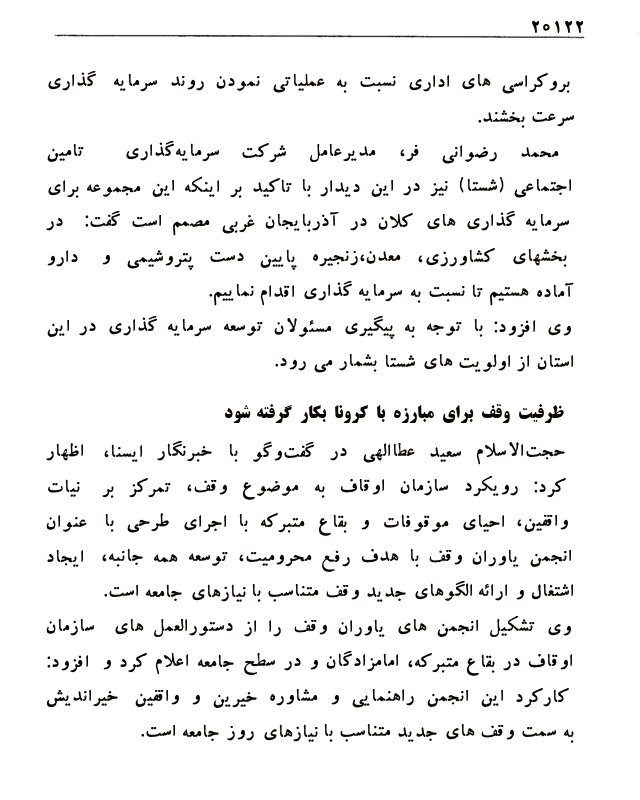 ۲۰۱۲۲
بروکراسی های اداری نسبت به عملیاتی نمودن روند سرمایه گذاری
سرعت بخشند.
محمد رضوانی فر، مدیرعامل شرکت سرمایه‌گذاری تامین
اجتماعی (شستا) نیز در این دیدار با تاکید بر اینکه این مجموعه برای
سرمایه گذاری های کلان در آذربایجان غربی مصمم است گفت: در
بخشهای کشاورزی، معدن،زنجیره پایین دست پتروشیمی و دارو
آماده هستیم تا نسبت به سرمایه گذاری اقدام نماییم.
وی افزود: با توجه به پیگیری مسئولان توسعه سرمایه گذاری در این
استان از اولویت های شستا بشمار می رود.
ظرفیت وقف برای مبارزه با کرونا بکار گرفته شود
حجت‌الاسلام سعید عطاالهی در گفت‌وگو با خبرنگار ایسنا، اظهار
کرد: رویکرد سازمان اوقاف به موضوع وقف، تمرکز بر نیات
واقفین، احیای موقوفات و بقاع متبرکه با اجرای طرحی با عنوان
انجمن یاوران وقف با هدف رفع محرومیت، توسعه همه جانبه، ایجاد
اشتغال و ارائه الگوهای جدید وقف متناسب با نیازهای جامعه است.
وی تشکیل انجمن های یاوران وقف را از دستورالعمل های سازمان
اوقاف در بقاع متبرکه، امامزادگان و در سطح جامعه اعلام کرد و افزود:
کارکرد این انجمن راهنمایی و مشاوره خیرین و واقفین خیراندیش
به سمت وقف های جدید متناسب با نیازهای روز جامعه است.